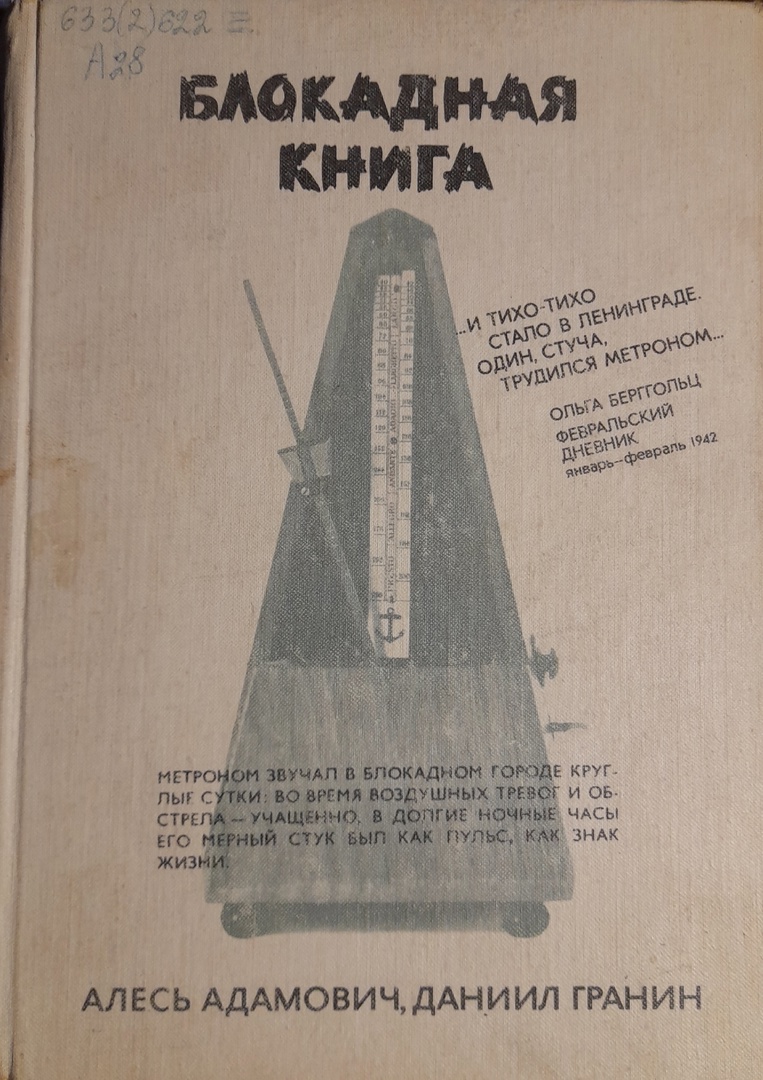 633(2)622
А28
БЛОКАДНАЯ
КНИГА
...И ТИХО-ТИХО
СТАЛО В ЛЕНИНГРАДЕ.
ОДИН, СТУЧА,
ТРУДИЛСЯ МЕТРОНОМ...
ОЛЬГА БЕРГГОЛЬЦ
ФЕВРАЛЬСКИЙ
ДНЕВНИК
январь—февраль 1942
МЕТРОНОМ ЗВУЧАЛ В БЛОКАДНОМ ГОРОДЕ КРУГ-
ЛЫЕ СУТКИ: ВО ВРЕМЯ ВОЗДУШНЫХ ТРЕВОГ И ОБ-
СТРЕЛА — УЧАЩЕННО, В ДОЛГИЕ НОЧНЫЕ ЧАСЫ
ЕГО МЕРНЫЙ СТУК БЫЛ КАК ПУЛЬС, КАК ЗНАК
ЖИЗНИ.
АЛЕСЬ АДАМОВИЧ, ДАНИИЛ ГРАНИН